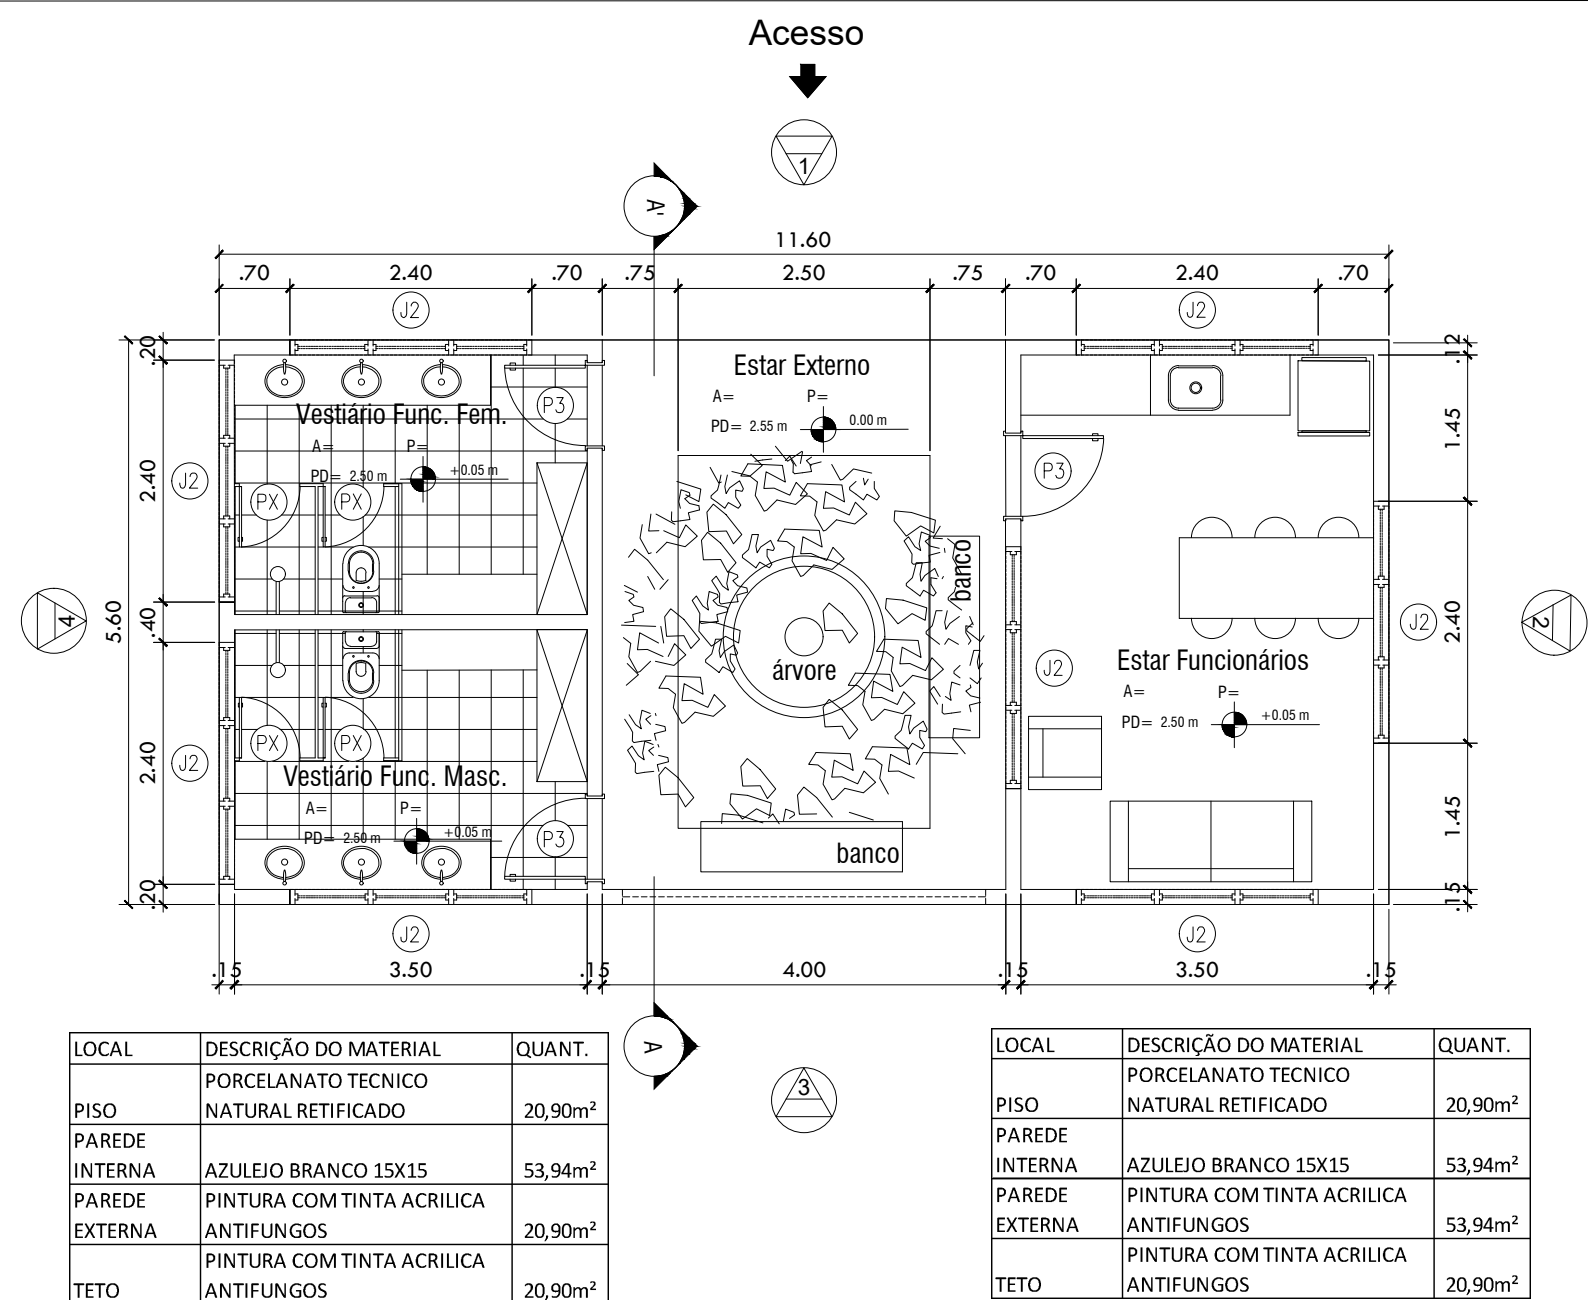 Acesso
1
A'
11.60
.70 2.40 .70 .75 2.50 .75 .70 2.40 .70
J2 J2
.20 .12
Estar Externo
A= P=
PD= 2.55 m 0.00 m
P3
Vestiário Func. Fem.
A= P=
PD= 2.50 m +0.05 m
1.45
P3
2.40 J2
PX PX
banco
4
5.60
.40
J2 2.40
2
árvore
J2
Estar Funcionários
A= P=
PD= 2.50 m +0.05 m
PX PX
2.40 J2
Vestiário Func. Masc.
A= P=
PD= 2.50 m +0.05 m
P3
1.45
banco
.20 .15
J2 J2
.15 3.50 .15 4.00 .15 3.50 .15
A
3
LOCAL DESCRIÇÃO DO MATERIAL QUANT.
PORCELANATO TECNICO
PISO NATURAL RETIFICADO 20,90m²
PAREDE
INTERNA AZULEJO BRANCO 15X15 53,94m²
PAREDE PINTURA COM TINTA ACRILICA
EXTERNA ANTIFUNGOS 20,90m²
PINTURA COM TINTA ACRILICA
TETO ANTIFUNGOS 20,90m²
LOCAL DESCRIÇÃO DO MATERIAL QUANT.
PORCELANATO TECNICO
PISO NATURAL RETIFICADO 20,90m²
PAREDE
INTERNA AZULEJO BRANCO 15X15 53,94m²
PAREDE PINTURA COM TINTA ACRILICA
EXTERNA ANTIFUNGOS 53,94m²
PINTURA COM TINTA ACRILICA
TETO ANTIFUNGOS 20,90m²